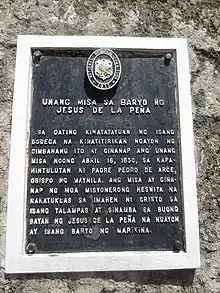 UNANG MISA SA BARYO NG
JESUS DE LA PEÑA
SA DATING KINATATAYUAN NG ISANG
BODEGA NA KINATITIRIKAN NGAYON NG
SIMBAHANG ITO AY GINANAP ANG UNANG
MISA NOONG ABRIL 16, 1630, SA KAPA-
HINTULUTAN NI PADRE PEDRO DE ARCE,
OBISPO NG MAYNILA. ANG MISA AY GINA-
NAP NG MGA MISYONERONG HESWITA NA
NAKATUKLAS SA IMAHEN NI CRISTO SA
ISANG TALAMPAS AT SINAMBA SA BUONG
BAYAN NG JESUS DE LA PEÑA NA NGAYON
AY ISANG BARYO NG MARIKINA.